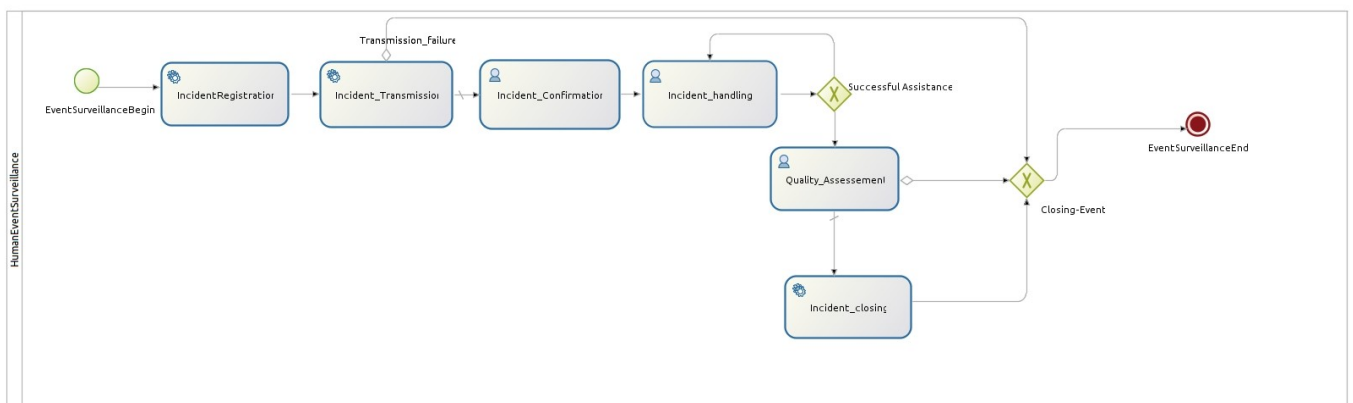 HumanEventSurveillance
Transmission_Failure
EventSurveillanceBegin
IncidentRegistration
Incident_Transmission
Incident_Confirmation
Incident_handling
Successful Assistance
Quality_Assessement
Closing-Event
EventSurveillanceEnd
Incident_closing